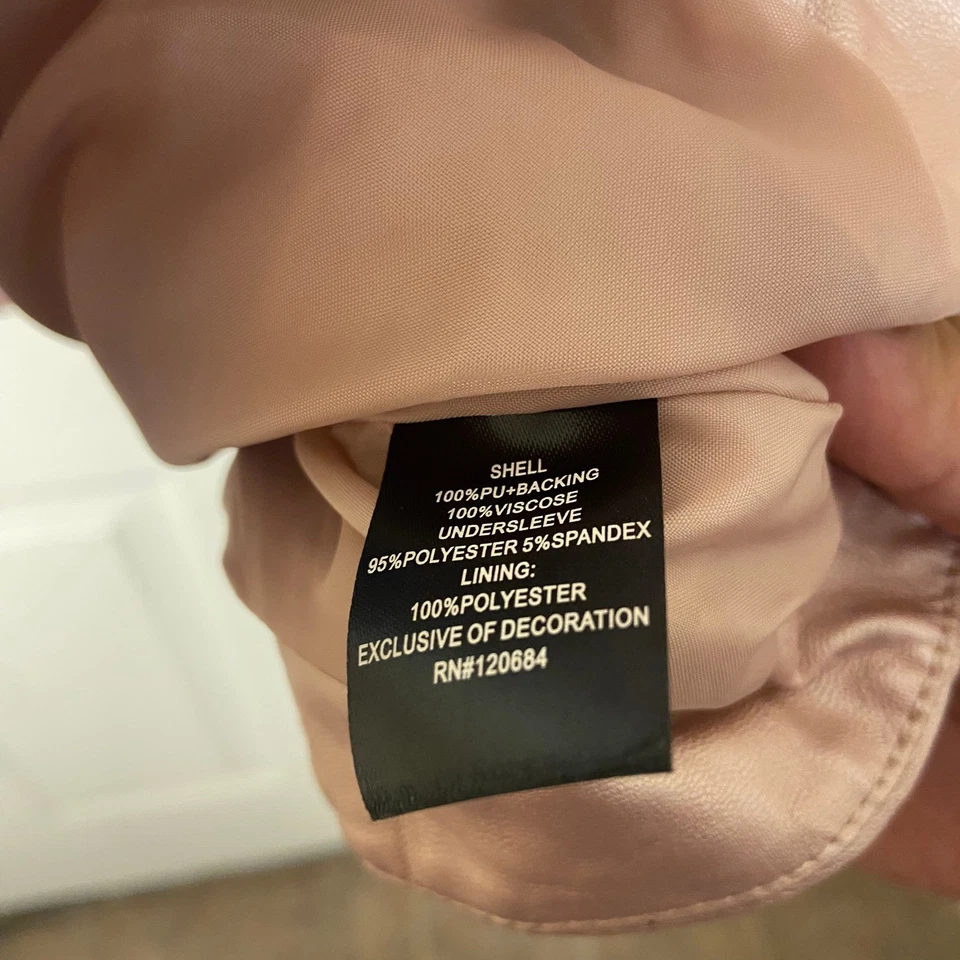 SHELL
100%PU+BACKING
100%VISCOSE
UNDERSLEEVE
95%POLYESTER 5%SPANDEX
LINING:
100%POLYESTER
EXCLUSIVE OF DECORATION
RN#120684